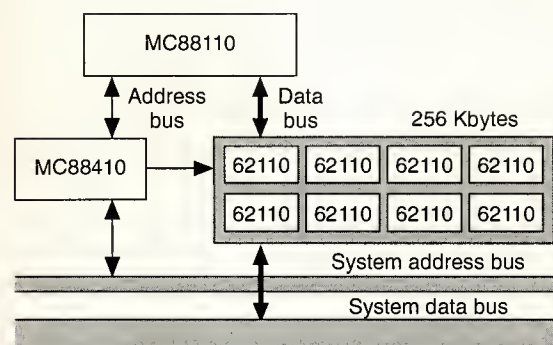 MC88110
Address bus
Data bus
256 Kbytes
MC88410
62110 62110 62110 62110
62110 62110 62110 62110
System address bus
System data bus